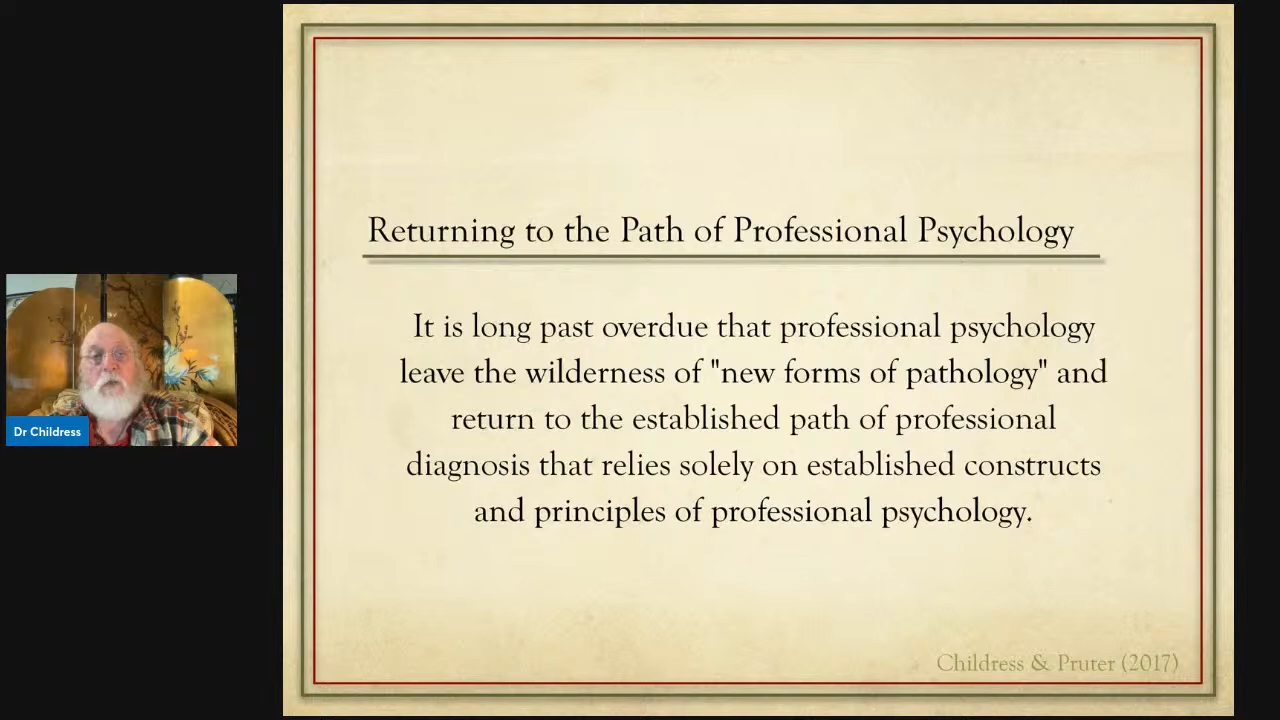 Returning to the Path of Professional Psychology
It is long past overdue that professional psychology
leave the wilderness of "new forms of pathology" and
return to the established path of professional
diagnosis that relies solely on established constructs
and principles of professional psychology.
Dr Childress
Childress & Pruter (2017)